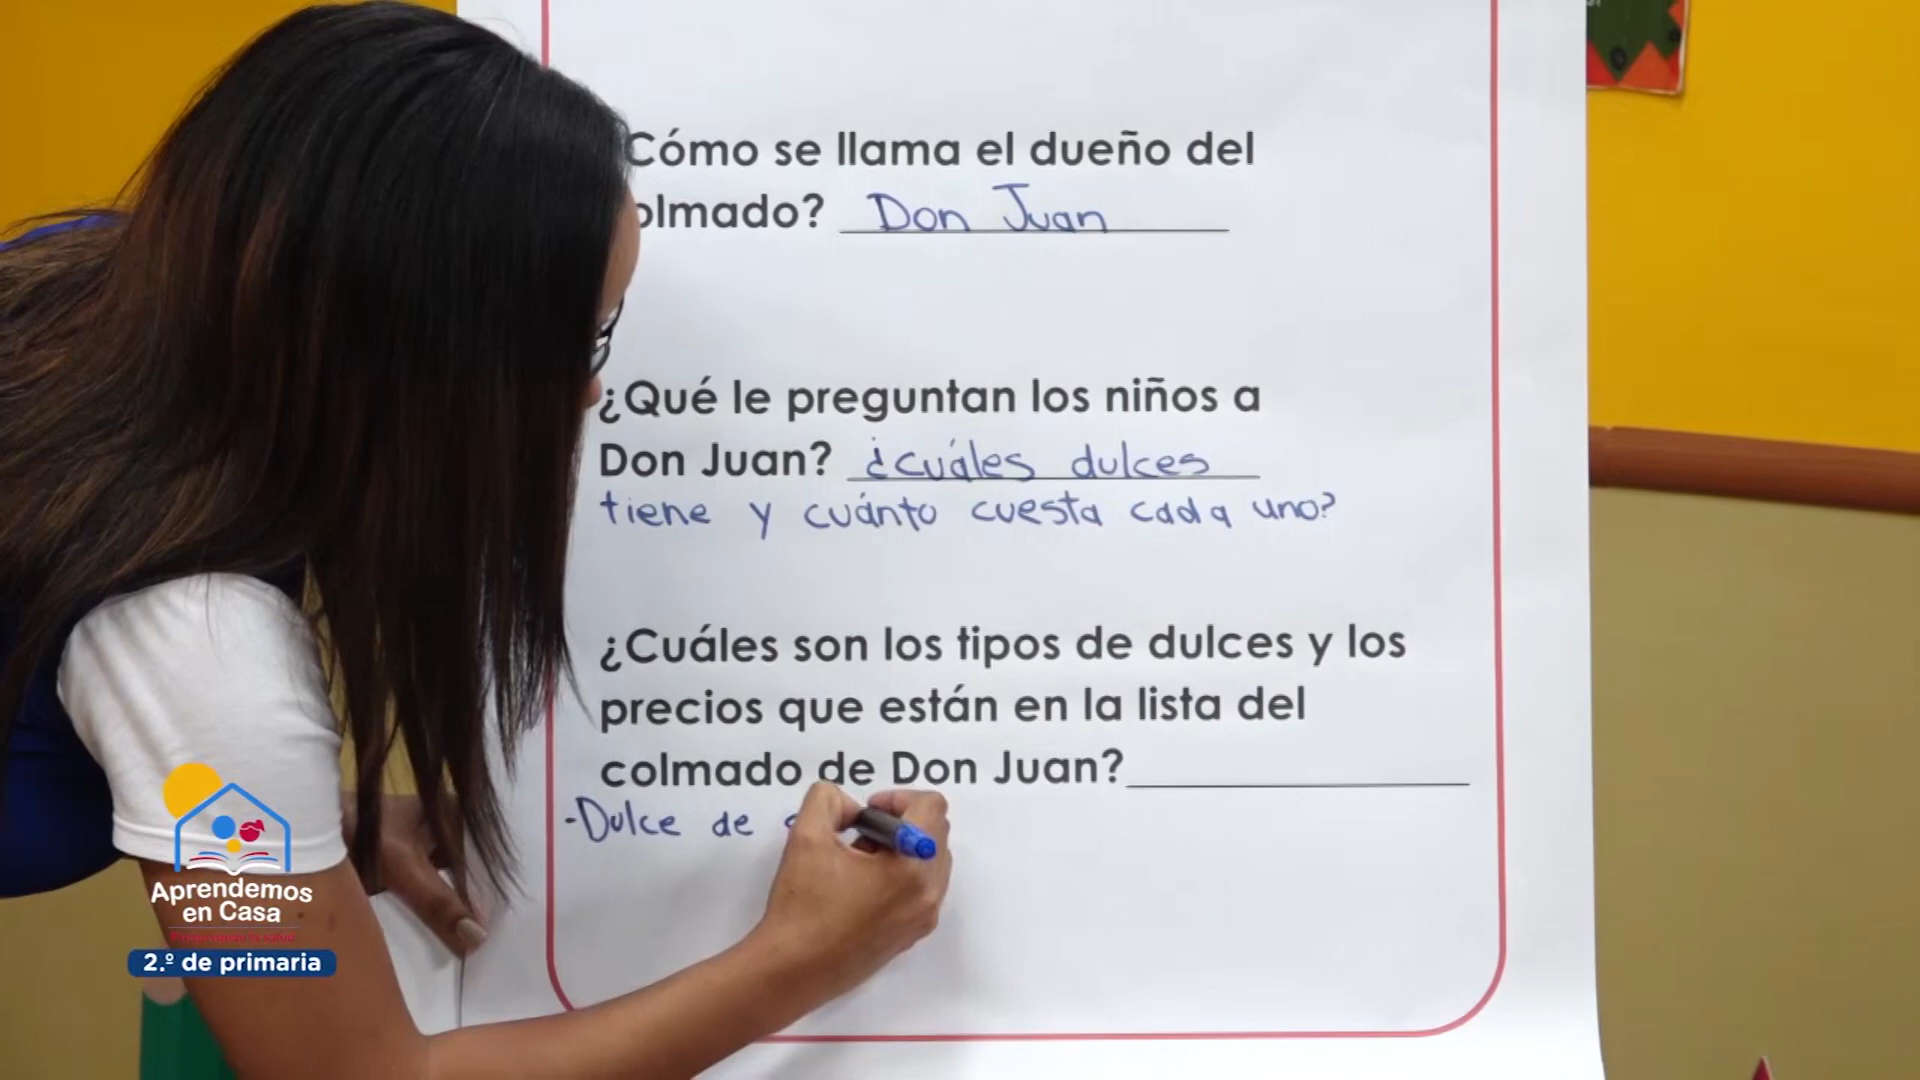 Cómo se llama el dueño del
olmado? Don Juan
¿Qué le preguntan los niños a
Don Juan? ¿cuáles dulces
tiene y cuánto cuesta cada uno?
¿Cuáles son los tipos de dulces y los
precios que están en la lista del
colmado de Don Juan?
-Dulce de
Aprendemos
en Casa
2.º de primaria